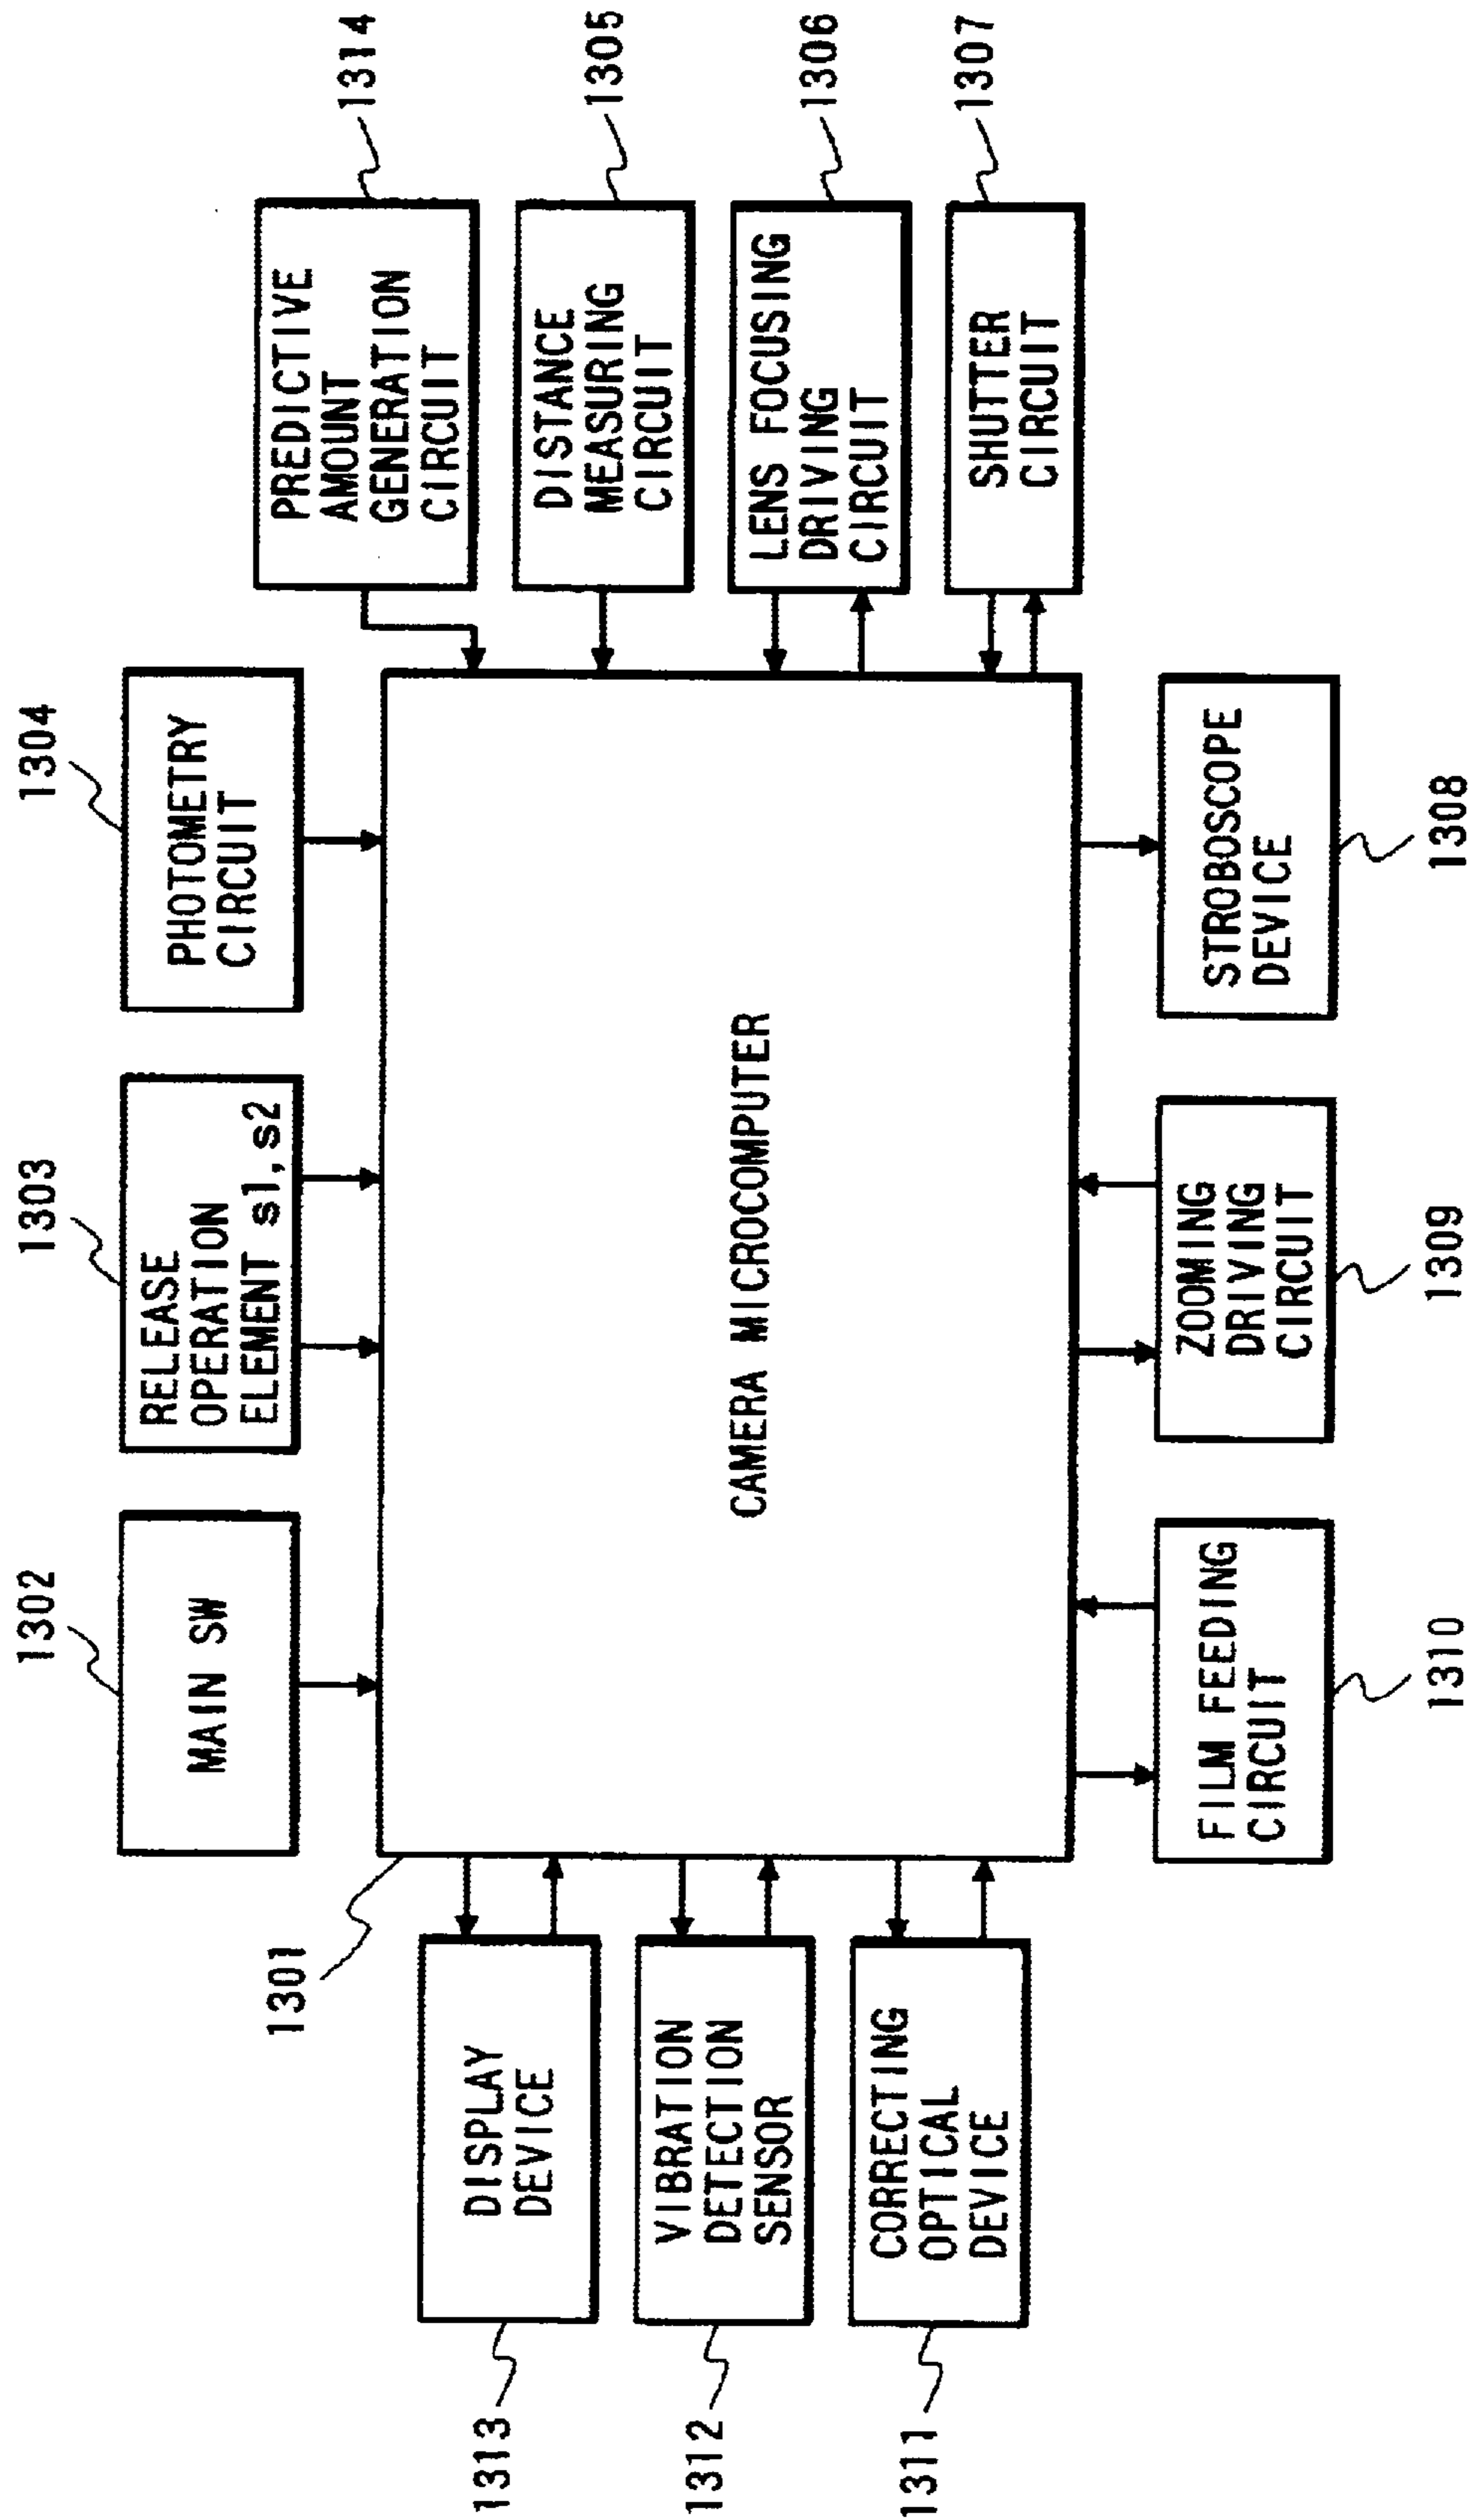 1302
1303
1304
MAIN SW
RELEASE
OPERATION
ELEMENT s1,s2
PHOTOMETRY
CIRCUIT
1314
PREDICTIVE
AMOUNT
GENERATION
CIRCUIT
1301
1313
DISPLAY
DEVICE
DISTANCE
MEASURING
CIRCUIT
1305
1312
VIBRATION
DETECTION
SENSOR
CAMERA MICROCOMPUTER
LENS FOCUSING
DRIVING
CIRCUIT
1306
1311
CORRECTING
OPTICAL
DEVICE
SHUTTER
CIRCUIT
1307
FILM FEEDING
CIRCUIT
ZOOMING
DRIVING
CIRCUIT
STROBOSCOPE
DEVICE
1310
1309
1308